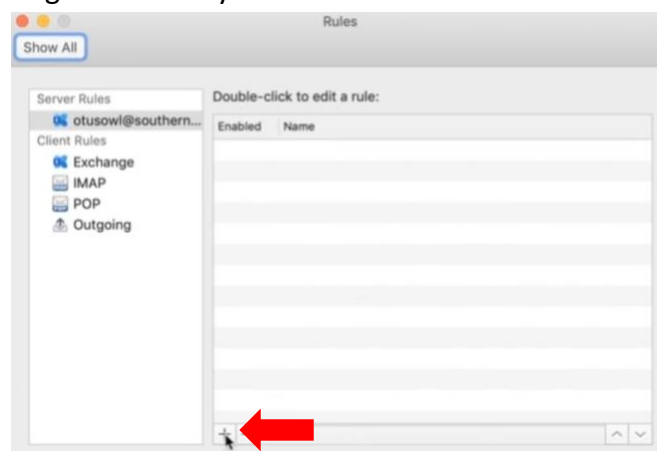 Rules
Show All
Server Rules
otusowl@southern...
Client Rules
Exchange
IMAP
POP
Outgoing
Double-click to edit a rule:
Enabled Name